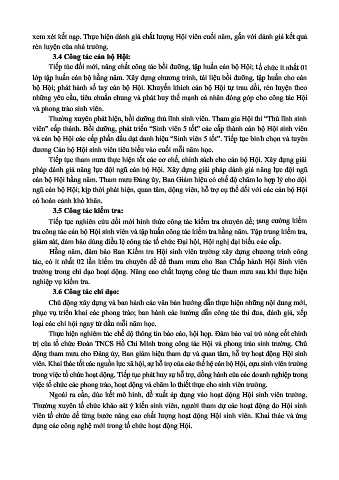 xem xét kết nạp. Thực hiện đánh giá chất lượng Hội viên cuối năm, gắn với đánh giá kết quả
rèn luyện của nhà trường.
3.4 Công tác cán bộ Hội:
Tiếp tục đổi mới, nâng chất công tác bồi dưỡng, tập huấn cán bộ Hội; tổ chức ít nhất 01
lớp tập huấn cán bộ hằng năm. Xây dựng chương trình, tài liệu bồi dưỡng, tập huấn cho cán
bộ Hội; phát hành sổ tay cán bộ Hội. Khuyến khích cán bộ Hội tự trau dồi, rèn luyện theo
những yêu cầu, tiêu chuẩn chung và phát huy thế mạnh cá nhân đóng góp cho công tác Hội
và phong trào sinh viên.
Thường xuyên phát hiện, bồi dưỡng thủ lĩnh sinh viên. Tham gia Hội thi "Thủ lĩnh sinh
viên" cấp thành. Bồi dưỡng, phát triển "Sinh viên 5 tốt" các cấp thành cán bộ Hội sinh viên
và cán bộ Hội các cấp phấn đấu đạt danh hiệu "Sinh viên 5 tốt". Tiếp tục bình chọn và tuyên
dương Cán bộ Hội sinh viên tiêu biểu vào cuối mỗi năm học.
Tiếp tục tham mưu thực hiện tốt các cơ chế, chính sách cho cán bộ Hội. Xây dựng giải
pháp đánh giá năng lực đội ngũ cán bộ Hội. Xây dựng giải pháp đánh giá năng lực đội ngũ
cán bộ Hội hằng năm. Tham mưu Đảng ủy, Ban Giám hiệu có chế độ chăm lo hợp lý cho đội
ngũ cán bộ Hội; kịp thời phát hiện, quan tâm, động viên, hỗ trợ cụ thể đối với các cán bộ Hội
có hoàn cảnh khó khăn.
3.5 Công tác kiểm tra:
Tiếp tục nghiên cứu đổi mới hình thức công tác kiểm tra chuyên đề; tăng cường kiểm
tra công tác cán bộ Hội sinh viên và tập huấn công tác kiểm tra hằng năm. Tập trung kiểm tra,
giám sát, đảm bảo đúng điều lệ công tác tổ chức Đại hội, Hội nghị đại biểu các cấp.
Hằng năm, đảm bảo Ban Kiểm tra Hội sinh viên trường xây dựng chương trình công
tác, có ít nhất 02 lần kiểm tra chuyên đề để tham mưu cho Ban Chấp hành Hội Sinh viên
trường trong chỉ đạo hoạt động. Nâng cao chất lượng công tác tham mưu sau khi thực hiện
nghiệp vụ kiểm tra.
3.6 Công tác chỉ đạo:
Chủ động xây dựng và ban hành các văn bản hướng dẫn thực hiện những nội dung mới,
phục vụ triển khai các phong trào; ban hành các hướng dẫn công tác thi đua, đánh giá, xếp
loại các chi hội ngay từ đầu mỗi năm học.
Thực hiện nghiêm túc chế độ thông tin báo cáo, hội họp. Đảm bảo vai trò nòng cốt chính
trị của tổ chức Đoàn TNCS Hồ Chí Minh trong công tác Hội và phong trào sinh trường. Chủ
động tham mưu cho Đảng ủy, Ban giám hiệu tham dự và quan tâm, hỗ trợ hoạt động Hội sinh
viên. Khai thác tốt các nguồn lực xã hội, sự hỗ trợ của các thế hệ cán bộ Hội, cựu sinh viên trường
trong việc tổ chức hoạt động. Tiếp tục phát huy sự hỗ trợ, đồng hành của các doanh nghiệp trong
việc tổ chức các phong trào, hoạt động và chăm lo thiết thực cho sinh viên trường.
Ngoài ra cần, đúc kết mô hình, đề xuất áp dụng vào hoạt động Hội sinh viên trường.
Thường xuyên tổ chức khảo sát ý kiến sinh viên, người tham dự các hoạt động do Hội sinh
viên tổ chức để từng bước nâng cao chất lượng hoạt động Hội sinh viên. Khai thác và ứng
dụng các công nghệ mới trong tổ chức hoạt động Hội.